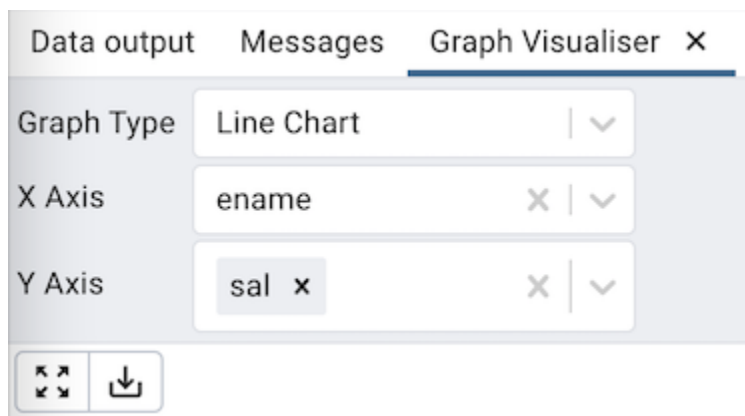 Data output Messages Graph Visualiser ×
Graph Type Line Chart
X Axis ename
Y Axis sal ×